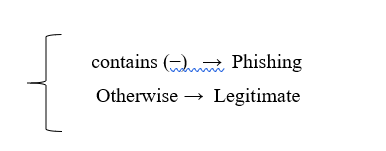 contains (−) → Phishing
Otherwise → Legitimate